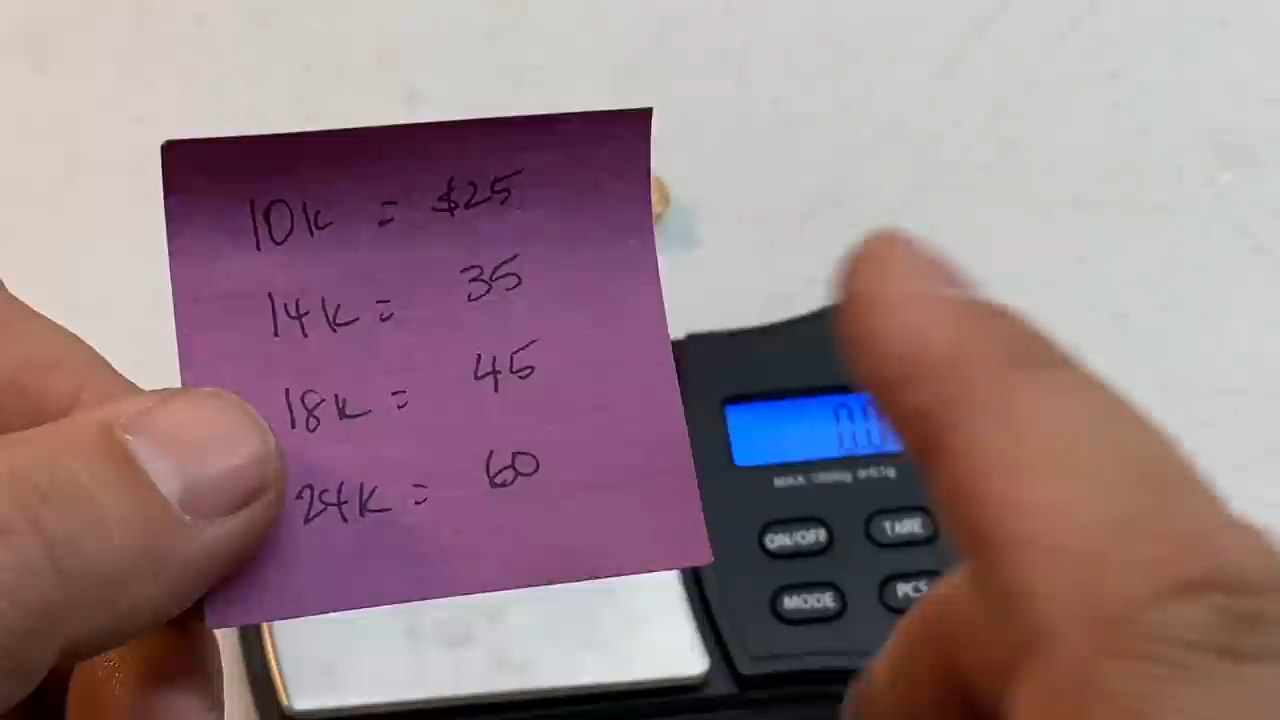 10k = $25
14k = 35
18k = 45
24k = 60
ON/OFF
TARE
MODE
PCS